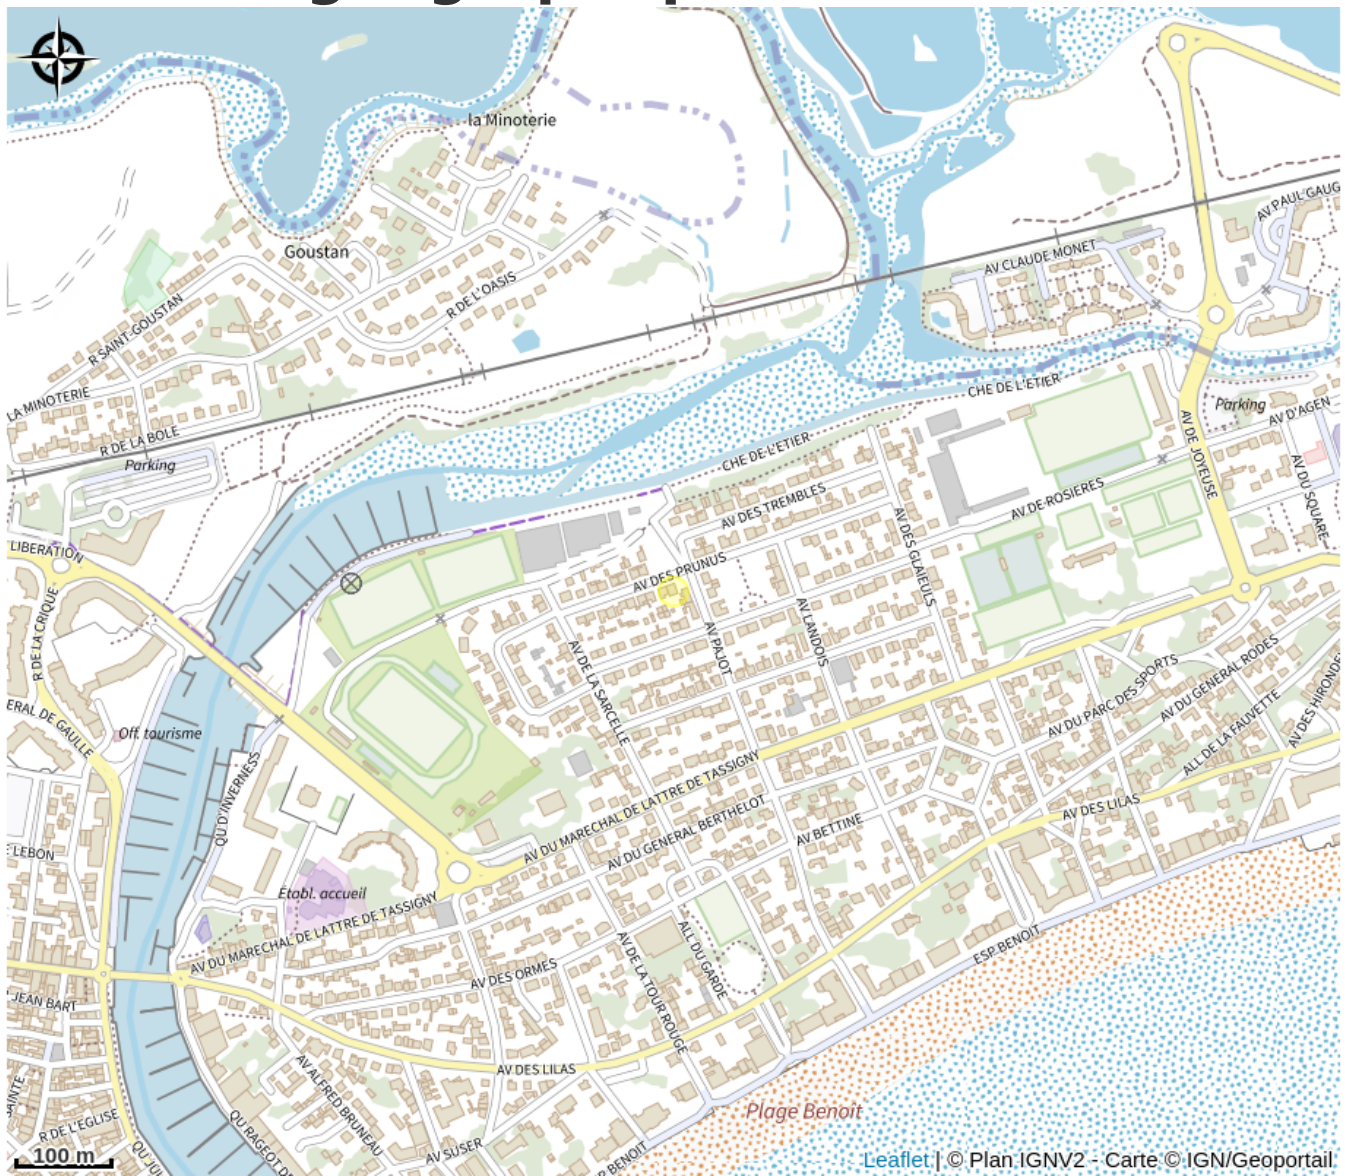 la Minoterie
Goustan
AV PAUL GAUG
AV CLAUDE MONET
R DE L'OASIS
R SAINT-GOUSTAN
LA MINOTERIE
R DE LA BOLE
Parking
CHE DE L'ETIER
Parking
AV D'AGEN
AV DE JOYEUSE
CHE DE L'ETIER
AV DU SQUARE
AV DES TREMBLES
AV DE ROSIERES
AV DES GLAIEULS
LIBERATION
AV DES PRUNUS
R DE LA CRIQUE
AV LANDOIS
AV PAJOT
AV DE LA SARCELLE
AV DU PARC DES SPORTS
AV DU GENERAL RODES
ALL DE LA FAUVETTE
AV DES HIRONDE
ERAL DE GAULLE
Off. tourisme
QU D'INVERNESS
AV DU MARECHAL DE LATTRE DE TASSIGNY
AV DU GENERAL BERTHELOT
AV BETTINE
AV DES LILAS
E LEBON
Établ. accueil
AV DU MARECHAL DE LATTRE DE TASSIGNY
AV DES ORMES
AV DE LA TOUR ROUGE
ALL DU GARDE
ESP BENOIT
JEAN BART
AV DES LILAS
AV ALFRED BRUNEAU
Plage Benoit
SAINTE
R DE L'EGLISE
QU JUI
QU RAGEOT D
AV SUSER
P BENOIT
100 m
Leaflet | © Plan IGNV2 - Carte © IGN/Geoportail